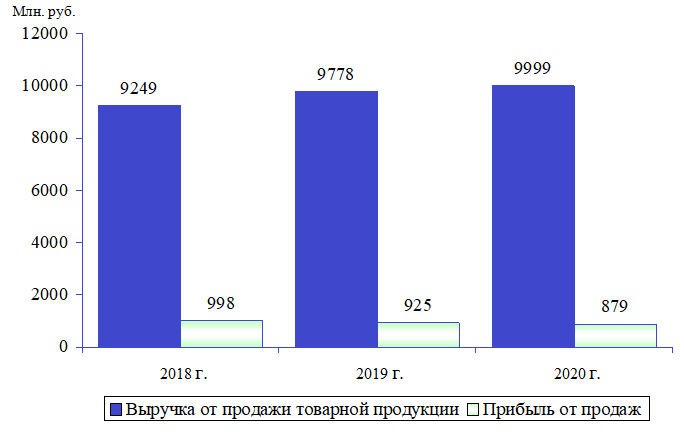 Млн. руб.
12000
10000
8000
6000
4000
2000
0
9249
9778
9999
998
925
879
2018 г.
2019 г.
2020 г.
Выручка от продажи товарной продукции
Прибыль от продаж